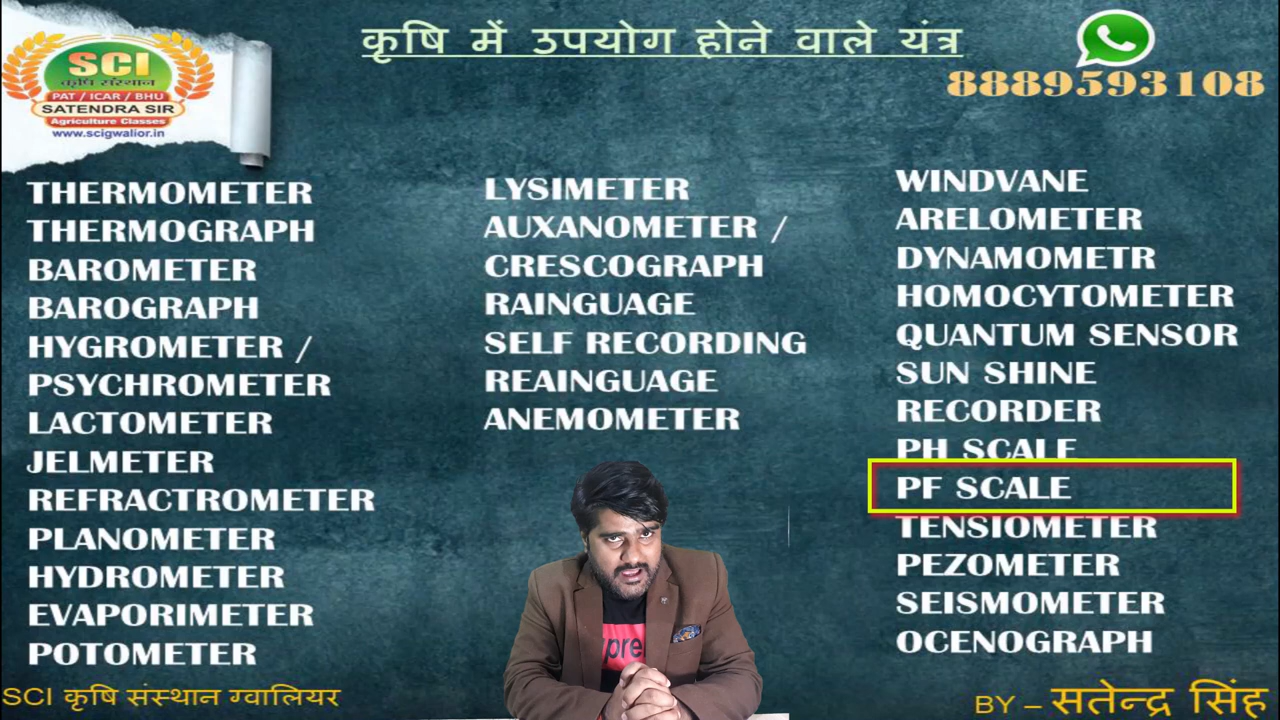 SCI
कृषि संस्थान
PAT / ICAR / BHU
SATENDRA SIR
Agriculture Classes
www.scigwalior.in
कृषि में उपयोग होने वाले यंत्र
8889593108
THERMOMETER
THERMOGRAPH
BAROMETER
BAROGRAPH
HYGROMETER /
PSYCHROMETER
LACTOMETER
JELMETER
REFRACTROMETER
PLANOMETER
HYDROMETER
EVAPORIMETER
POTOMETER
LYSIMETER
AUXANOMETER /
CRESCOGRAPH
RAINGUAGE
SELF RECORDING
REAINGUAGE
ANEMOMETER
WINDVANE
ARELOMETER
DYNAMOMETR
HOMOCYTOMETER
QUANTUM SENSOR
SUN SHINE
RECORDER
PH SCALE
PF SCALE
TENSIOMETER
PEZOMETER
SEISMOMETER
OCENOGRAPH
ypre
SCI कृषि संस्थान ग्वालियर
BY – सतेन्द्र सिंह